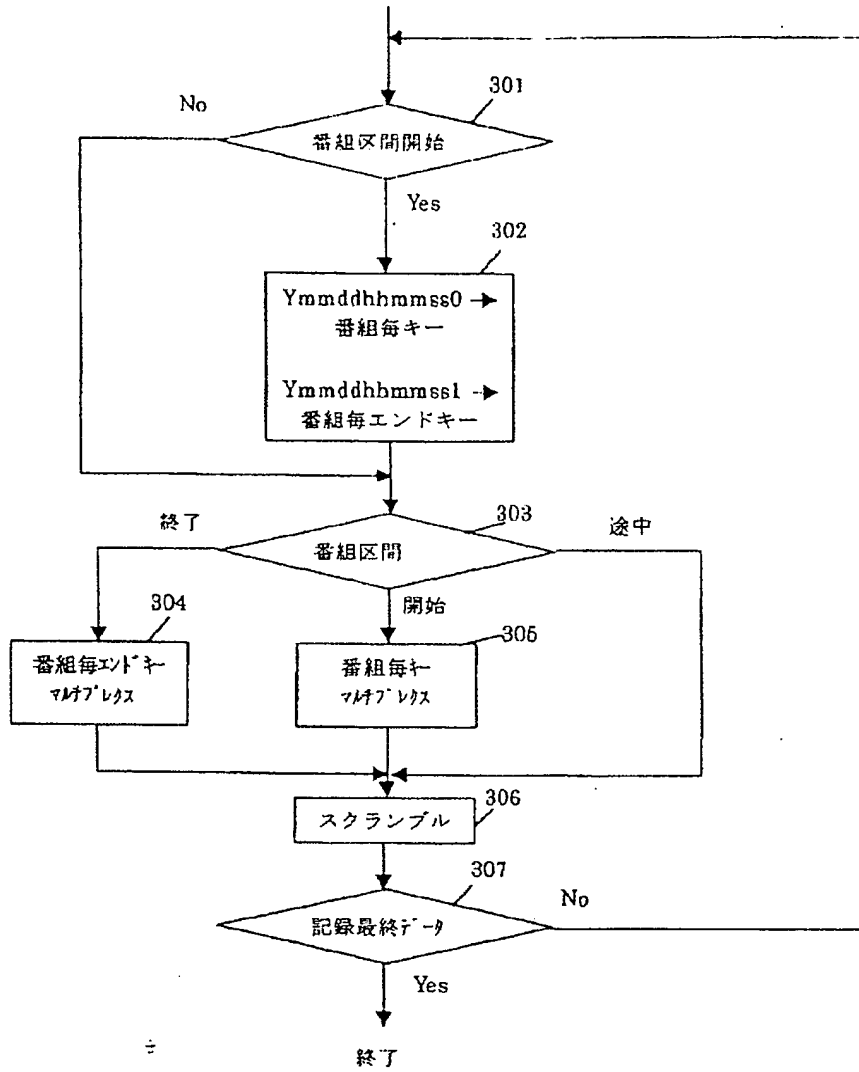 301
No
番組区間開始
Yes
302
Ymmddhhmmss0→
番組毎キー
Ymmddhhmmss1→
番組毎エンドキー
終了
303
途中
番組区間
開始
304
305
番組毎エンドキー
マルチプレクス
番組毎キー
マルチプレクス
306
スクランブル
307
No
記録最終データ
Yes
終了